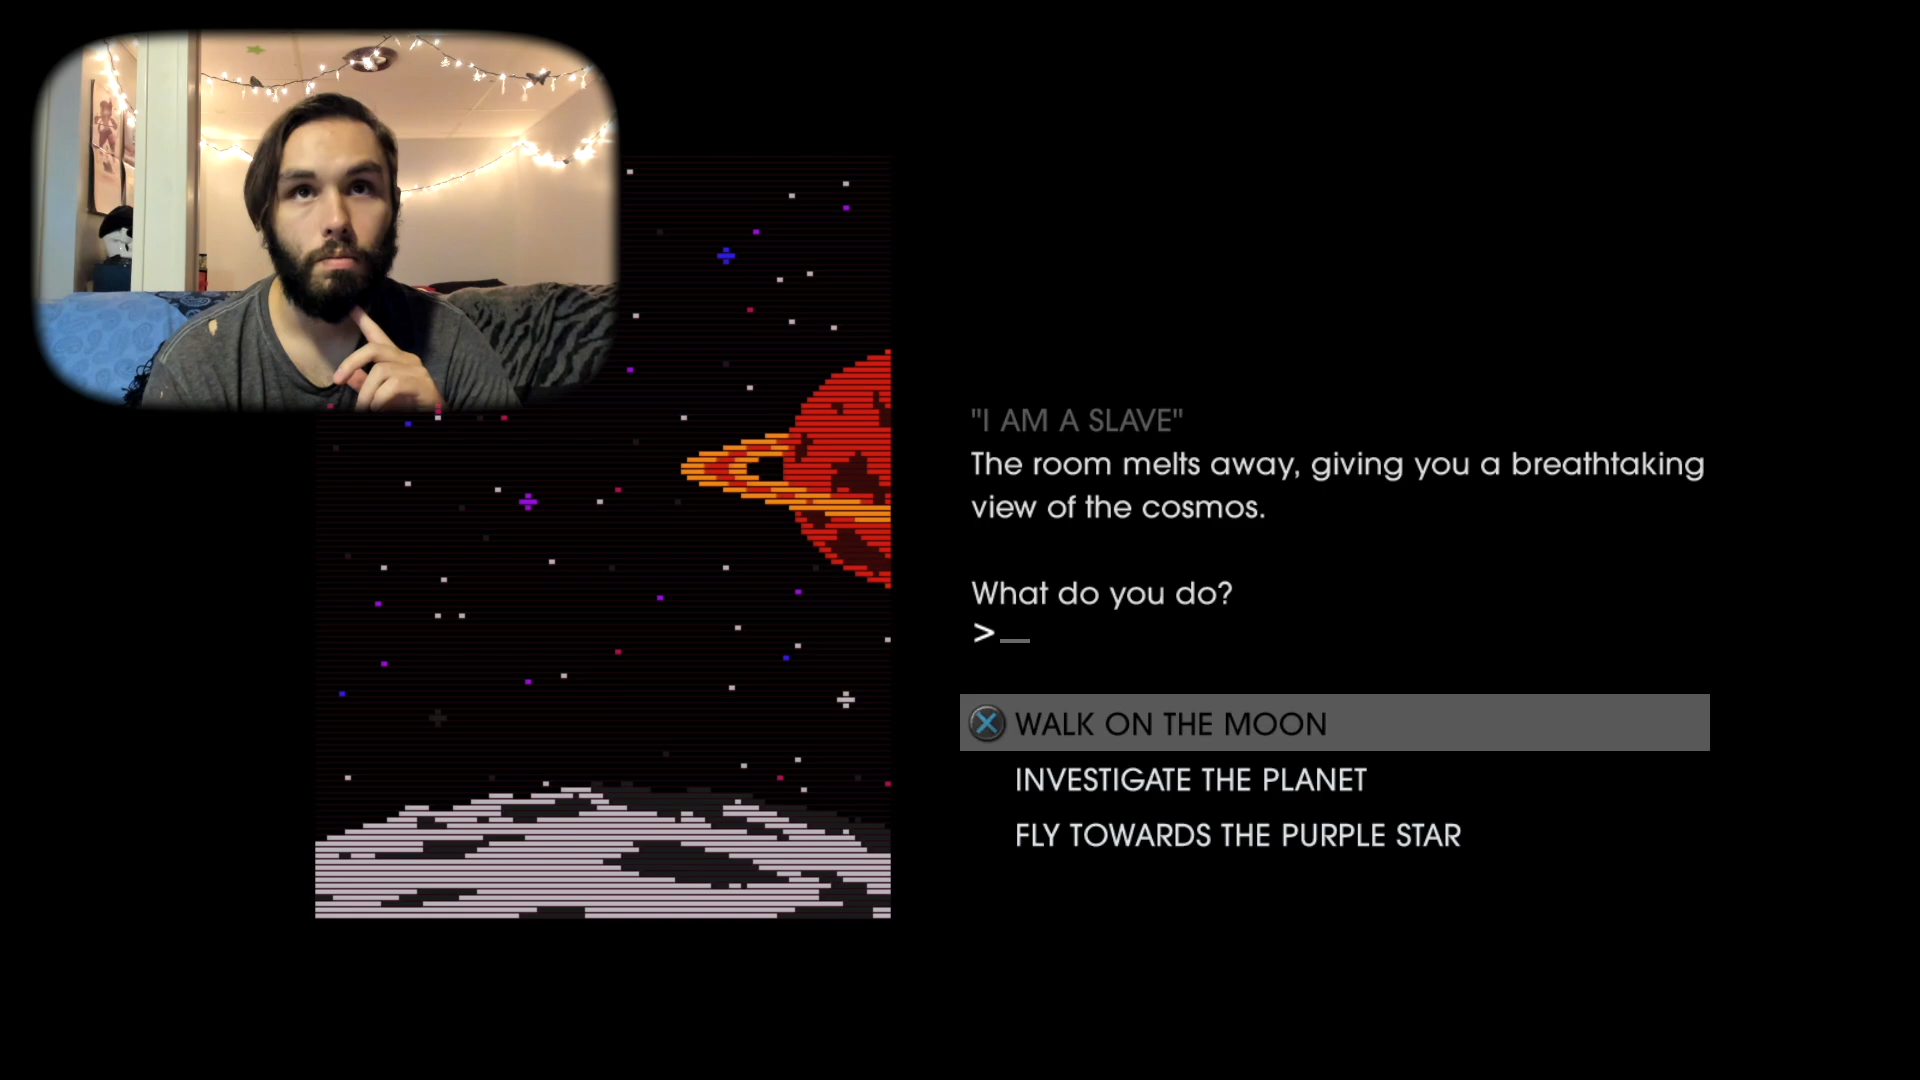 "I AM A SLAVE"
The room melts away, giving you a breathtaking
view of the cosmos.
What do you do?
>_
WALK ON THE MOON
INVESTIGATE THE PLANET
FLY TOWARDS THE PURPLE STAR